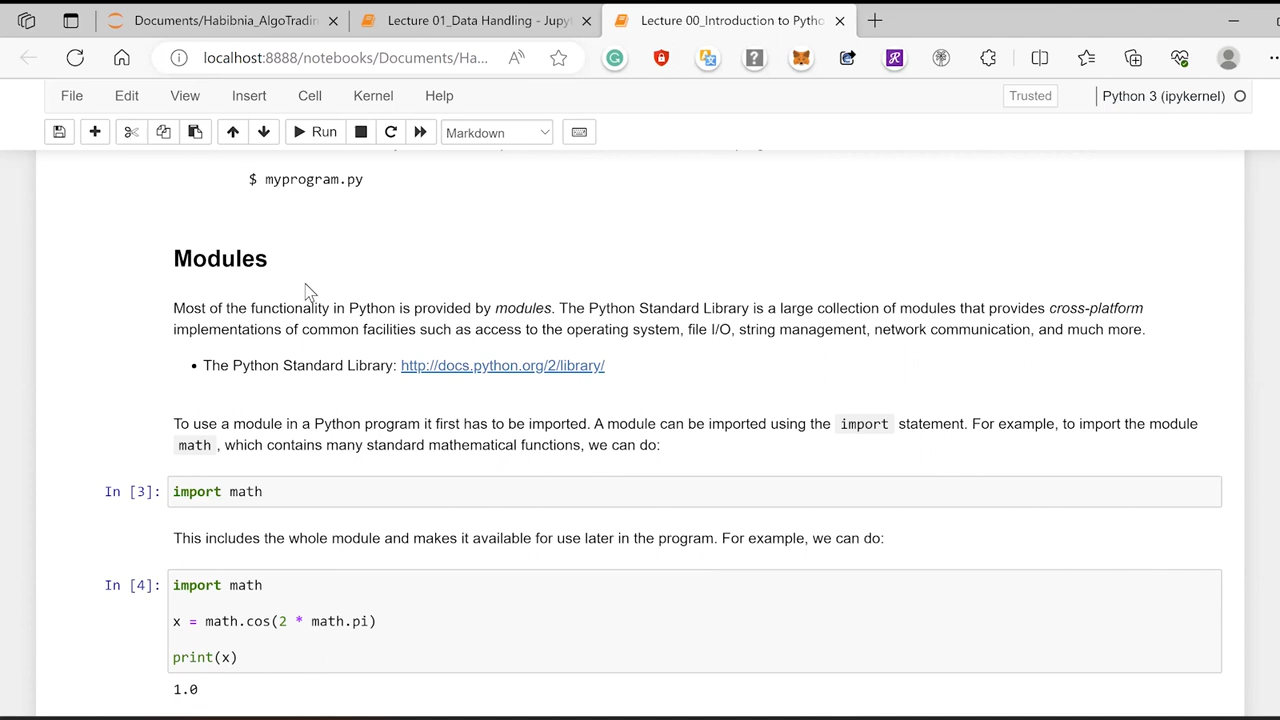 Documents/Habibnia_AlgoTradin
Lecture 01_Data Handling - Jupy
Lecture 00_Introduction to Pytho
localhost:8888/notebooks/Documents/Ha...
File Edit View Insert Cell Kernel Help
Trusted
Python 3 (ipykernel)
Run
Markdown
$ myprogram.py
Modules
Most of the functionality in Python is provided by modules. The Python Standard Library is a large collection of modules that provides cross-platform
implementations of common facilities such as access to the operating system, file I/O, string management, network communication, and much more.
• The Python Standard Library: http://docs.python.org/2/library/
To use a module in a Python program it first has to be imported. A module can be imported using the import statement. For example, to import the module
math , which contains many standard mathematical functions, we can do:
In [3]: import math
This includes the whole module and makes it available for use later in the program. For example, we can do:
In [4]: import math
x = math.cos(2 * math.pi)
print(x)
1.0